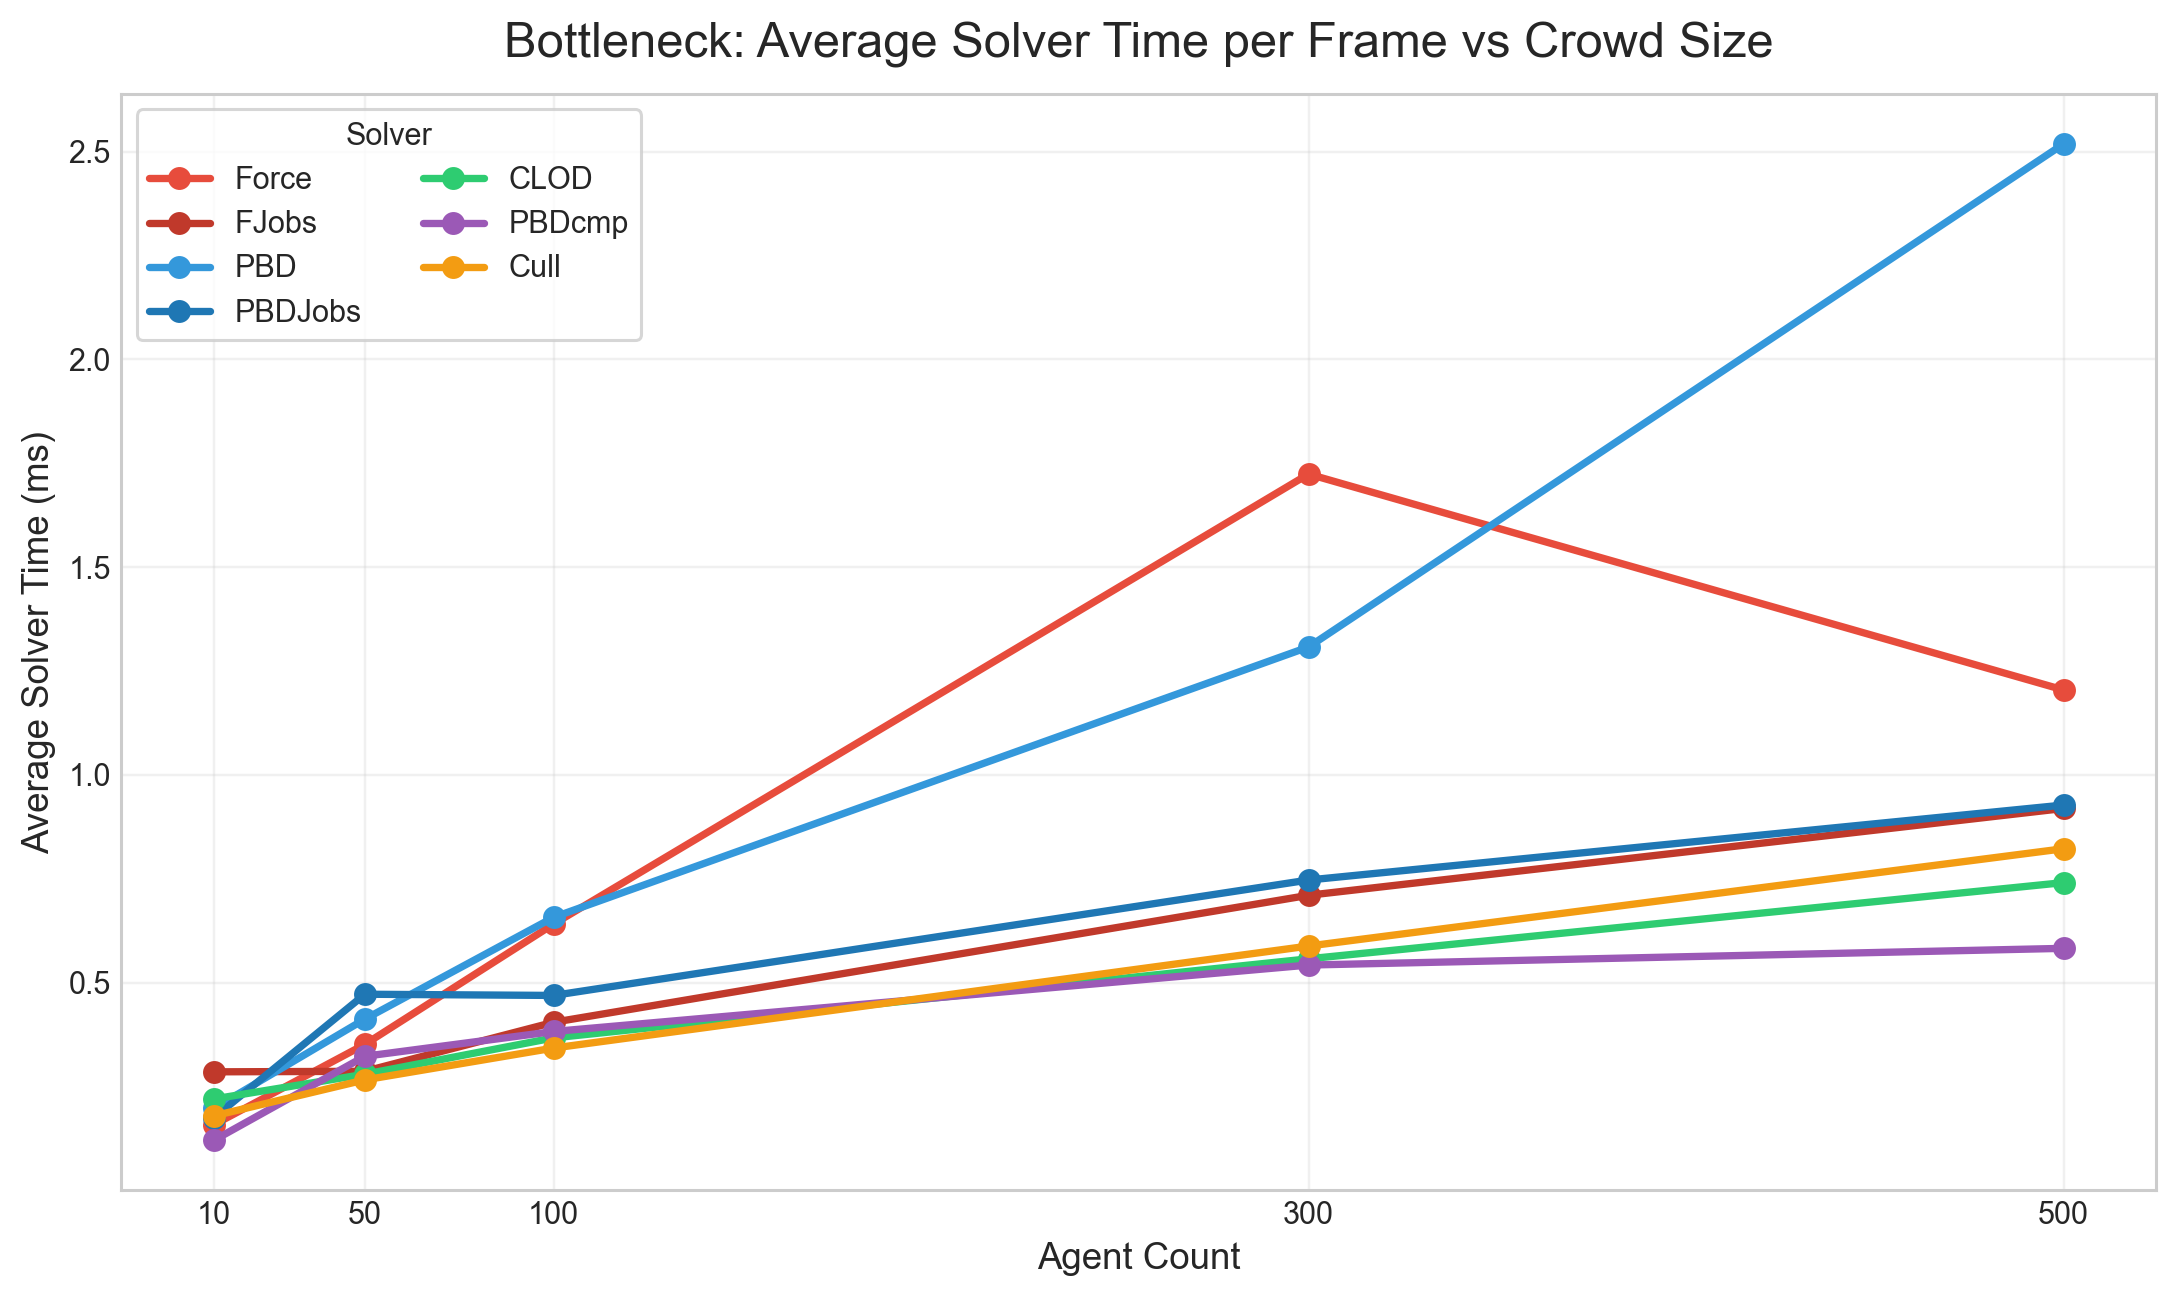 Bottleneck: Average Solver Time per Frame vs Crowd Size
Solver
Force
FJobs
PBD
PBDJobs
CLOD
PBDcmp
Cull
Average Solver Time (ms)
2.5
2.0
1.5
1.0
0.5
10 50 100 300 500
Agent Count